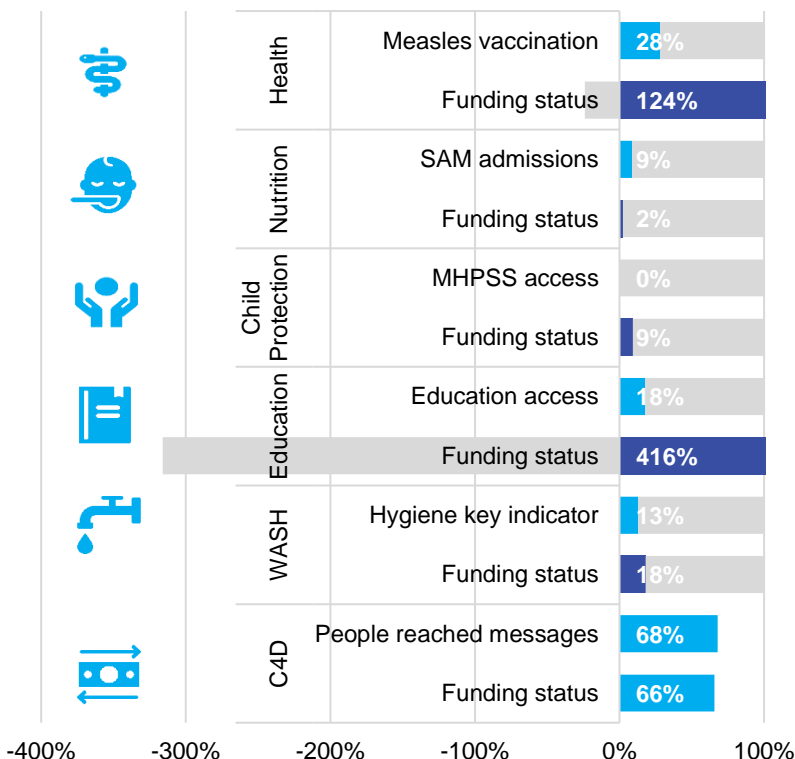 Health
Measles vaccination 28%
Funding status 124%
Nutrition
SAM admissions 9%
Funding status 2%
Child
Protection
MHPSS access 0%
Funding status 9%
Education
Education access 18%
Funding status 416%
WASH
Hygiene key indicator 13%
Funding status 18%
C4D
People reached messages 68%
Funding status 66%
-400% -300% -200% -100% 0% 100%